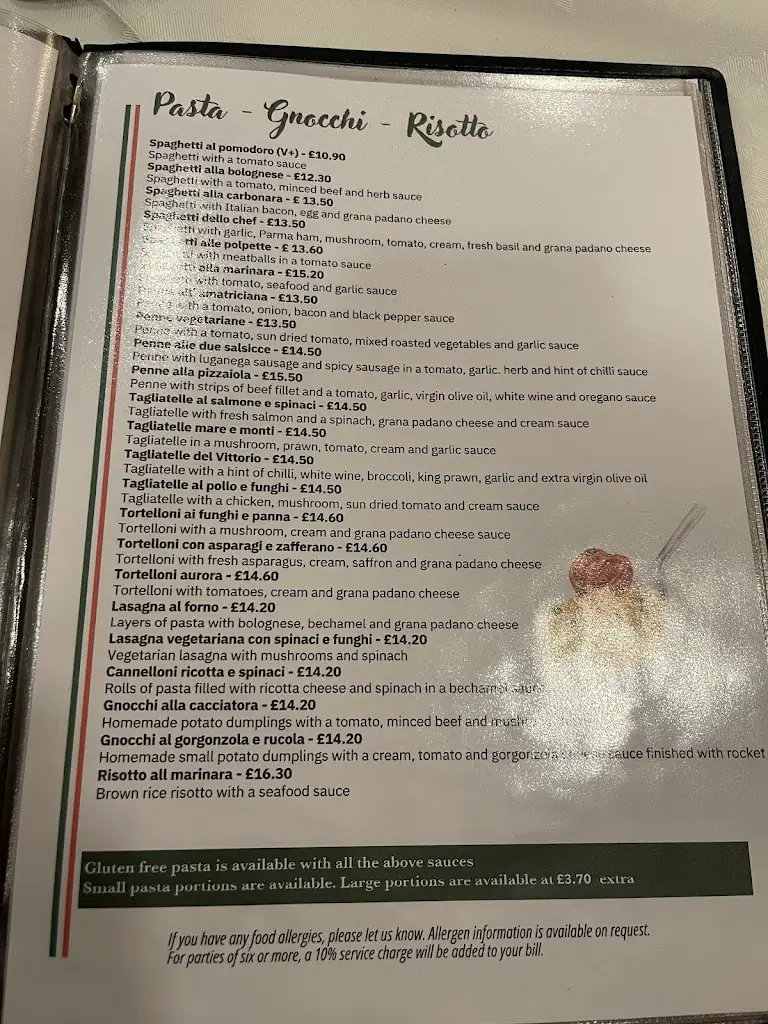 Pasta - Gnocchi - Risotto
Spaghetti al pomodoro (V+) - £10.90
Spaghetti with a tomato sauce
Spaghetti alla bolognese - £12.30
Spaghetti with a tomato, minced beef and herb sauce
Spaghetti alla carbonara - £ 13.50
Spaghetti with Italian bacon, egg and grana padano cheese
Spaghetti dello chef - £13.50
Spaghetti with garlic, Parma ham, mushroom, tomato, cream, fresh basil and grana padano cheese
Spaghetti alle polpette - £ 13.60
with meatballs in a tomato sauce
Spaghetti alla marinara - £15.20
with tomato, seafood and garlic sauce
Penne all' amatriciana - £13.50
Penne with a tomato, onion, bacon and black pepper sauce
Penne vegetariane - £13.50
Penne with a tomato, sun dried tomato, mixed roasted vegetables and garlic sauce
Penne alle due salsicce - £14.50
Penne with luganega sausage and spicy sausage in a tomato, garlic. herb and hint of chilli sauce
Penne alla pizzaiola - £15.50
Penne with strips of beef fillet and a tomato, garlic, virgin olive oil, white wine and oregano sauce
Tagliatelle al salmone e spinaci - £14.50
Tagliatelle with fresh salmon and a spinach, grana padano cheese and cream sauce
Tagliatelle mare e monti - £14.50
Tagliatelle in a mushroom, prawn, tomato, cream and garlic sauce
Tagliatelle del Vittorio - £14.50
Tagliatelle with a hint of chilli, white wine, broccoli, king prawn, garlic and extra virgin olive oil
Tagliatelle al pollo e funghi - £14.50
Tagliatelle with a chicken, mushroom, sun dried tomato and cream sauce
Tortelloni ai funghi e panna - £14.60
Tortelloni with a mushroom, cream and grana padano cheese sauce
Tortelloni con asparagi e zafferano - £14.60
Tortelloni with fresh asparagus, cream, saffron and grana padano cheese
Tortelloni aurora - £14.60
Tortelloni with tomatoes, cream and grana padano cheese
Lasagna al forno - £14.20
Layers of pasta with bolognese, bechamel and grana padano cheese
Lasagna vegetariana con spinaci e funghi - £14.20
Vegetarian lasagna with mushrooms and spinach
Cannelloni ricotta e spinaci - £14.20
Rolls of pasta filled with ricotta cheese and spinach in a bechamel sauce
Gnocchi alla cacciatora - £14.20
Homemade potato dumplings with a tomato, minced beef and
Gnocchi al gorgonzola e rucola - £14.20
Homemade small potato dumplings with a cream, tomato and gorgonzola cheese sauce finished with rocket
Risotto all marinara - £16.30
Brown rice risotto with a seafood sauce
Gluten free pasta is available with all the above sauces
Small pasta portions are available. Large portions are available at £3.70 extra
If you have any food allergies, please let us know. Allergen information is available on request.
For parties of six or more, a 10% service charge will be added to your bill.